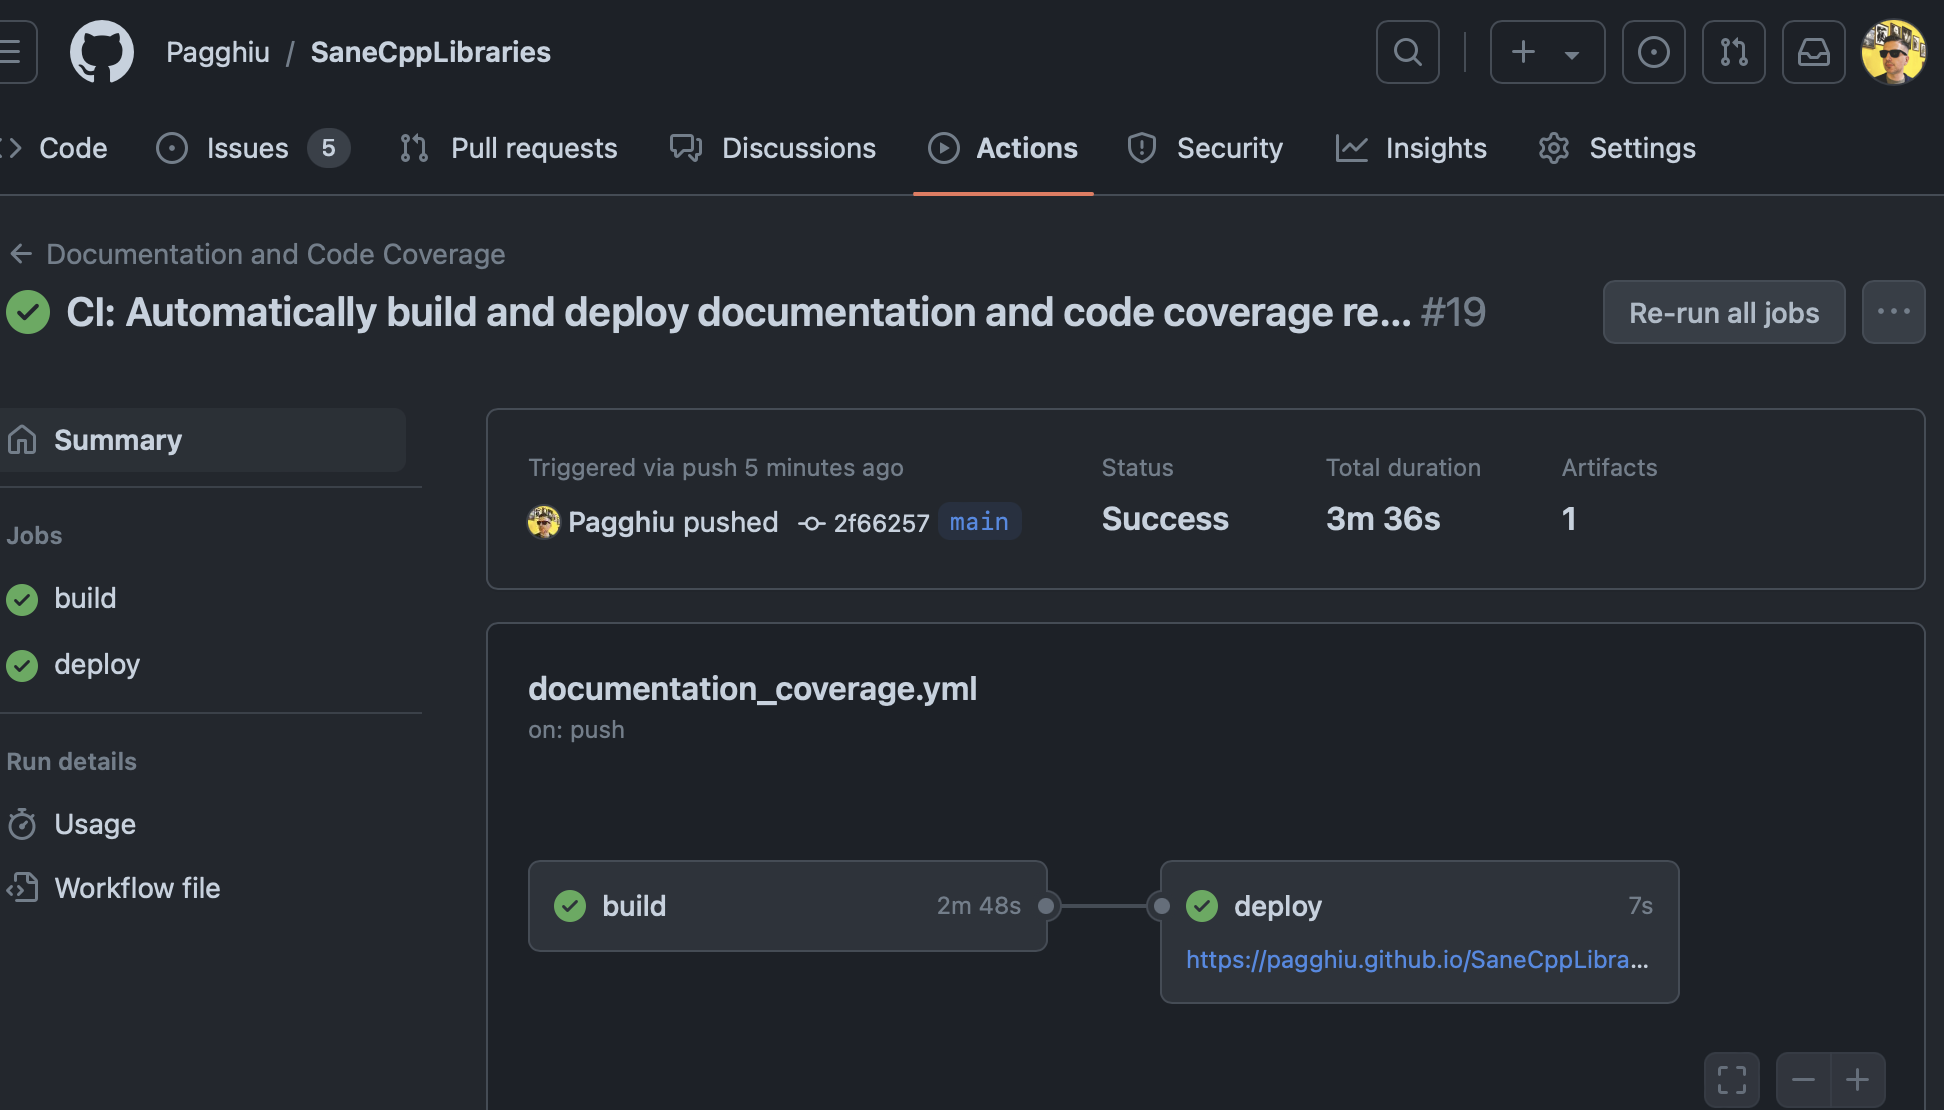 Pagghiu / SaneCppLibraries
Code Issues 5 Pull requests Discussions Actions Security Insights Settings
Documentation and Code Coverage
CI: Automatically build and deploy documentation and code coverage re... #19
Re-run all jobs
Summary
Jobs
build
deploy
Run details
Usage
Workflow file
Triggered via push 5 minutes ago
Pagghiu pushed 2f66257 main
Status
Success
Total duration
3m 36s
Artifacts
1
documentation_coverage.yml
on: push
build 2m 48s
deploy 7s
https://pagghiu.github.io/SaneCppLibra...